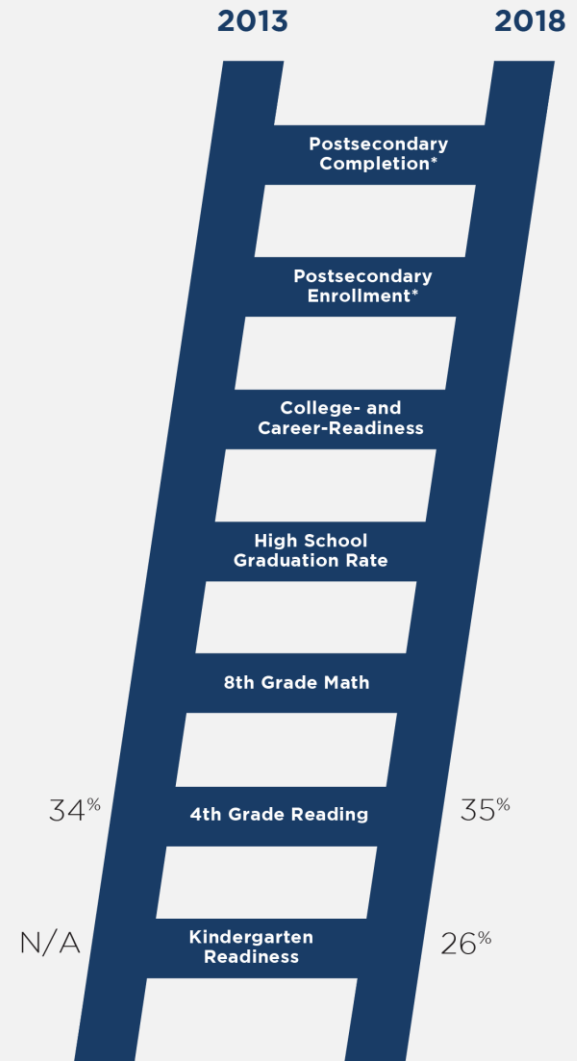 2013 2018
Postsecondary
Completion*
Postsecondary
Enrollment*
College- and
Career-Readiness
High School
Graduation Rate
8th Grade Math
34% 4th Grade Reading 35%
N/A Kindergarten 26%
Readiness